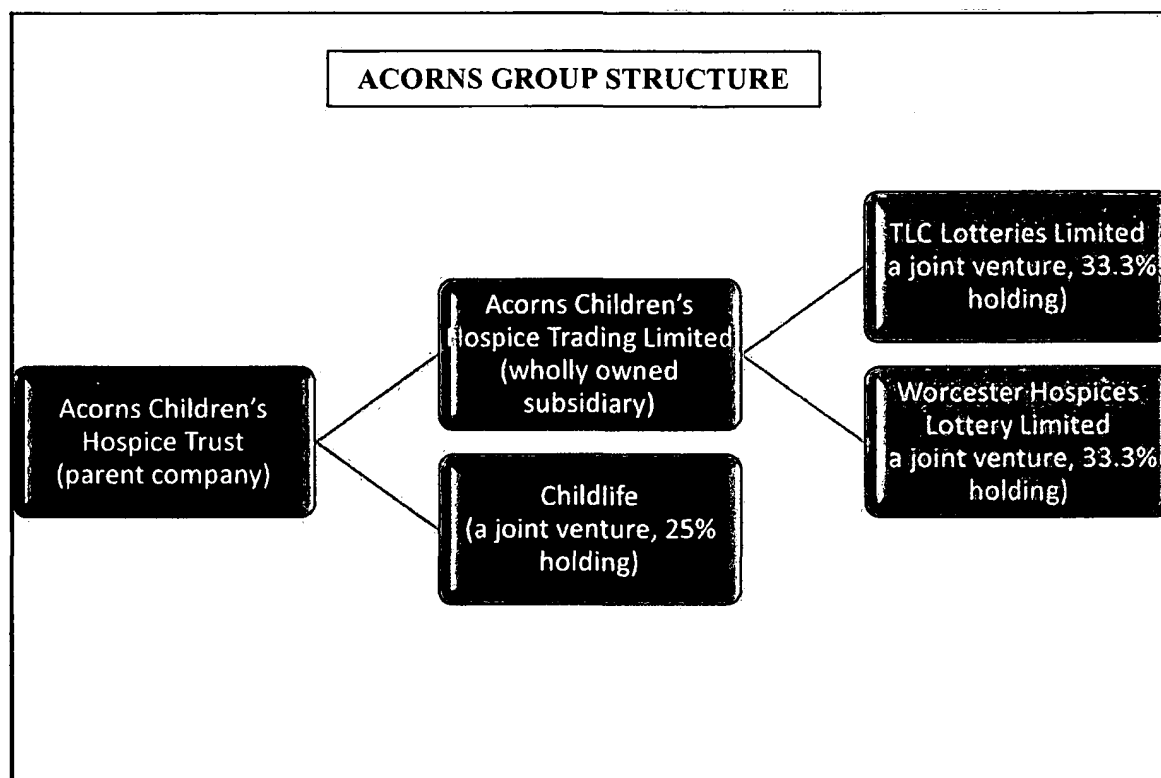 ACORNS GROUP STRUCTURE
Acorns Children's
Hospice Trust
(parent company)
Acorns Children's
Hospice Trading Limited
(wholly owned
subsidiary)
Childlife
(a joint venture, 25%
holding)
TLC Lotteries Limited
a joint venture, 33.3%
holding)
Worcester Hospices
Lottery Limited
a joint venture, 33.3%
holding)